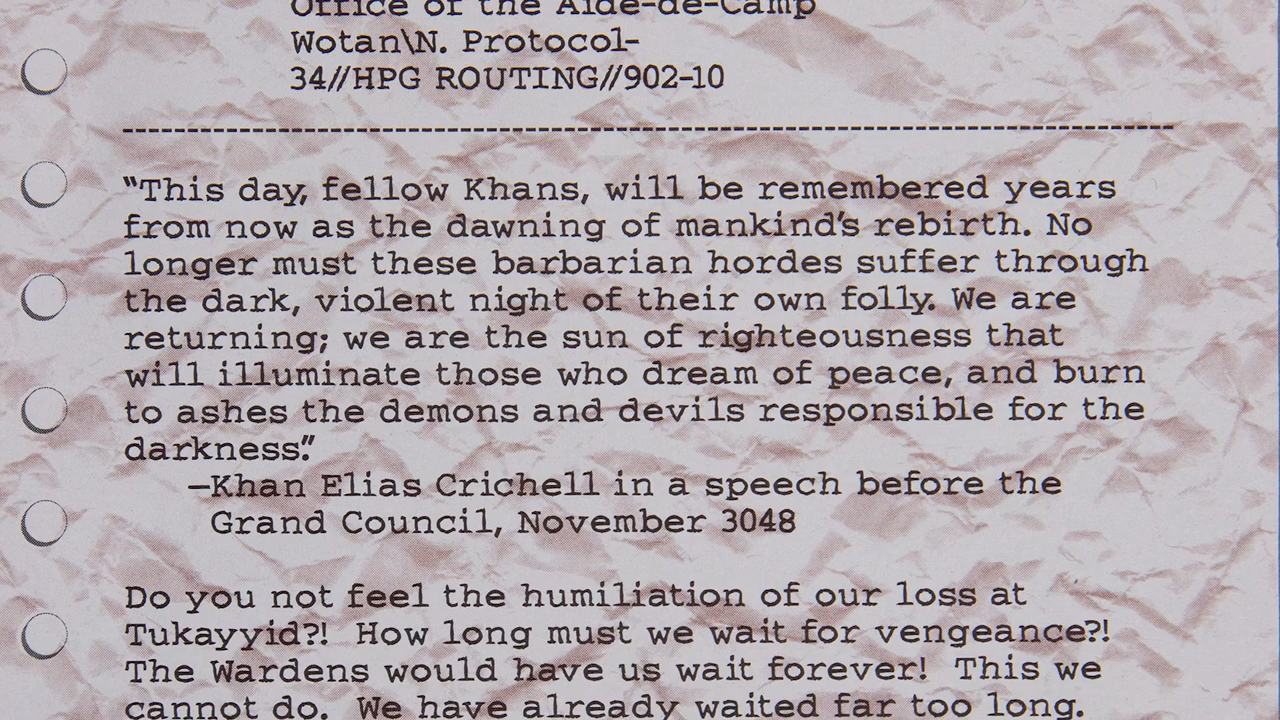 Office of the Aide-de-Camp
Wotan\N. Protocol-
34//HPG ROUTING//902-10
"This day, fellow Khans, will be remembered years
from now as the dawning of mankind's rebirth. No
longer must these barbarian hordes suffer through
the dark, violent night of their own folly. We are
returning; we are the sun of righteousness that
will illuminate those who dream of peace, and burn
to ashes the demons and devils responsible for the
darkness."
—Khan Elias Crichell in a speech before the
Grand Council, November 3048
Do you not feel the humiliation of our loss at
Tukayyid?! How long must we wait for vengeance?!
The Wardens would have us wait forever! This we
cannot do. We have already waited far too long.